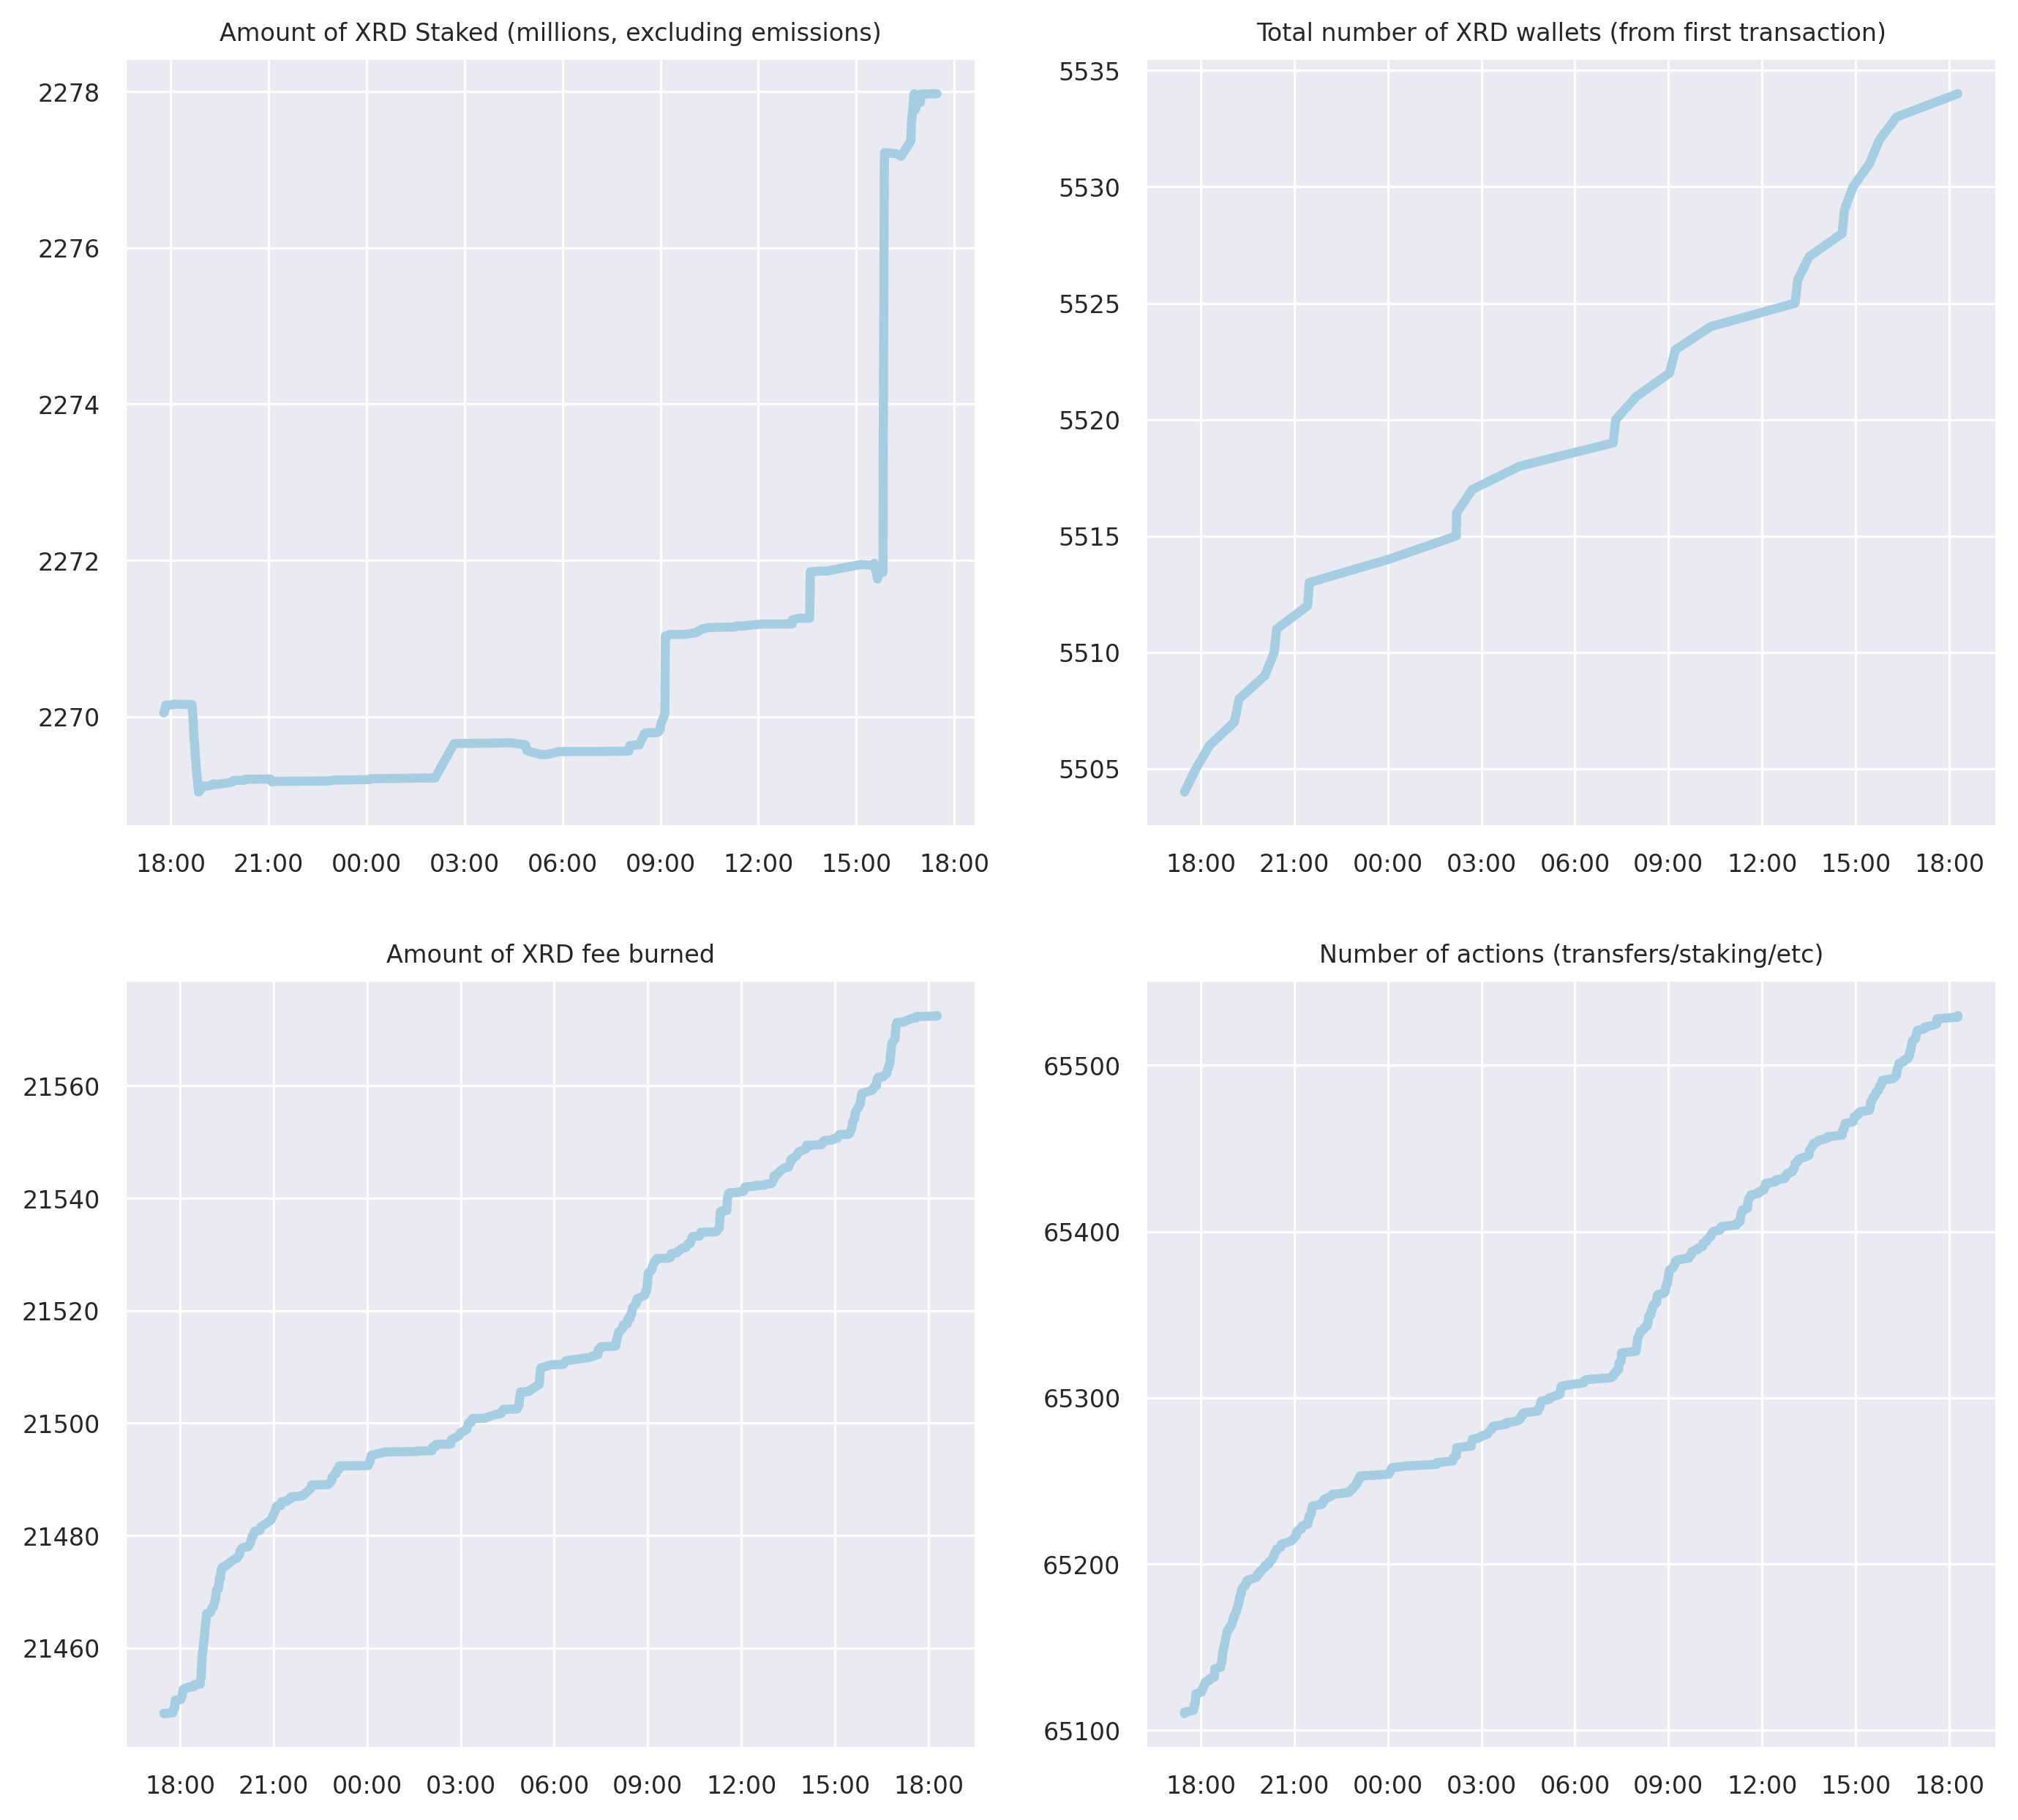 Amount of XRD Staked (millions, excluding emissions)
2278
2276
2274
2272
2270
18:00 21:00 00:00 03:00 06:00 09:00 12:00 15:00 18:00
Total number of XRD wallets (from first transaction)
5535
5530
5525
5520
5515
5510
5505
18:00 21:00 00:00 03:00 06:00 09:00 12:00 15:00 18:00
Amount of XRD fee burned
21560
21540
21520
21500
21480
21460
18:00 21:00 00:00 03:00 06:00 09:00 12:00 15:00 18:00
Number of actions (transfers/staking/etc)
65500
65400
65300
65200
65100
18:00 21:00 00:00 03:00 06:00 09:00 12:00 15:00 18:00